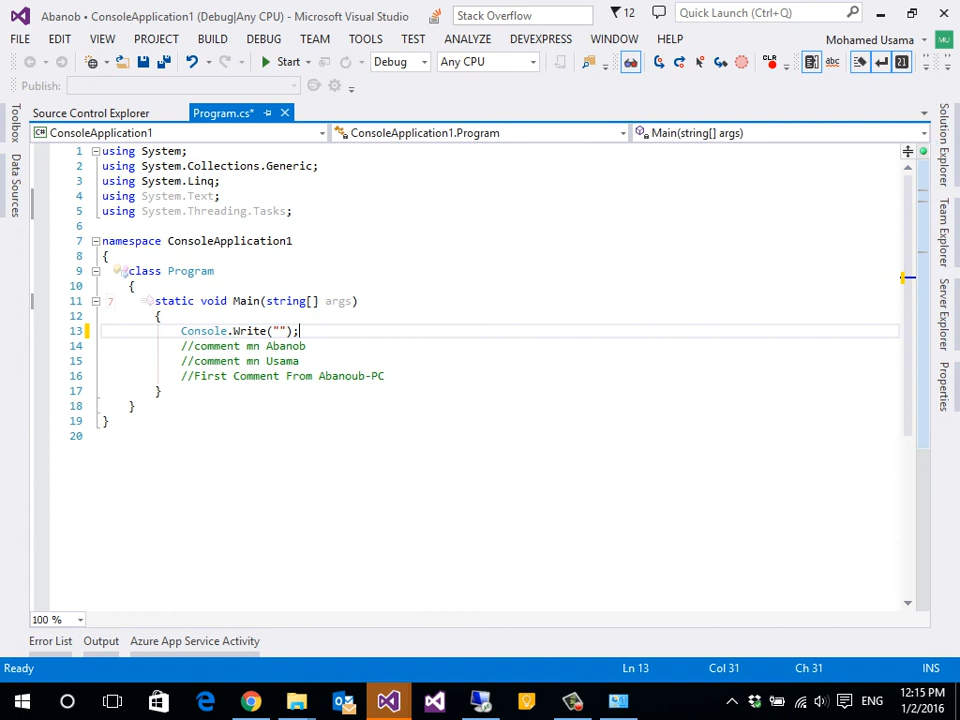 Abanob - ConsoleApplication1 (Debug|Any CPU) - Microsoft Visual Studio
Stack Overflow
12
Quick Launch (Ctrl+Q)
FILE EDIT VIEW PROJECT BUILD DEBUG TEAM TOOLS TEST ANALYZE DEVEXPRESS WINDOW HELP
Mohamed Usama
MU
Start
Debug
Any CPU
CLR
abc
21
Publish:
Source Control Explorer
Program.cs*
ConsoleApplication1
ConsoleApplication1.Program
Main(string[] args)
Toolbox
Data Sources
1 using System;
2 using System.Collections.Generic;
3 using System.Linq;
4 using System.Text;
5 using System.Threading.Tasks;
6
7 namespace ConsoleApplication1
8 {
9 class Program
10 {
11 7 static void Main(string[] args)
12 {
13 Console.Write("");
14 //comment mn Abanob
15 //comment mn Usama
16 //First Comment From Abanoub-PC
17 }
18 }
19 }
20
Solution Explorer
Team Explorer
Server Explorer
Properties
100 %
Error List
Output
Azure App Service Activity
Ready
Ln 13
Col 31
Ch 31
INS
ENG
12:15 PM
1/2/2016